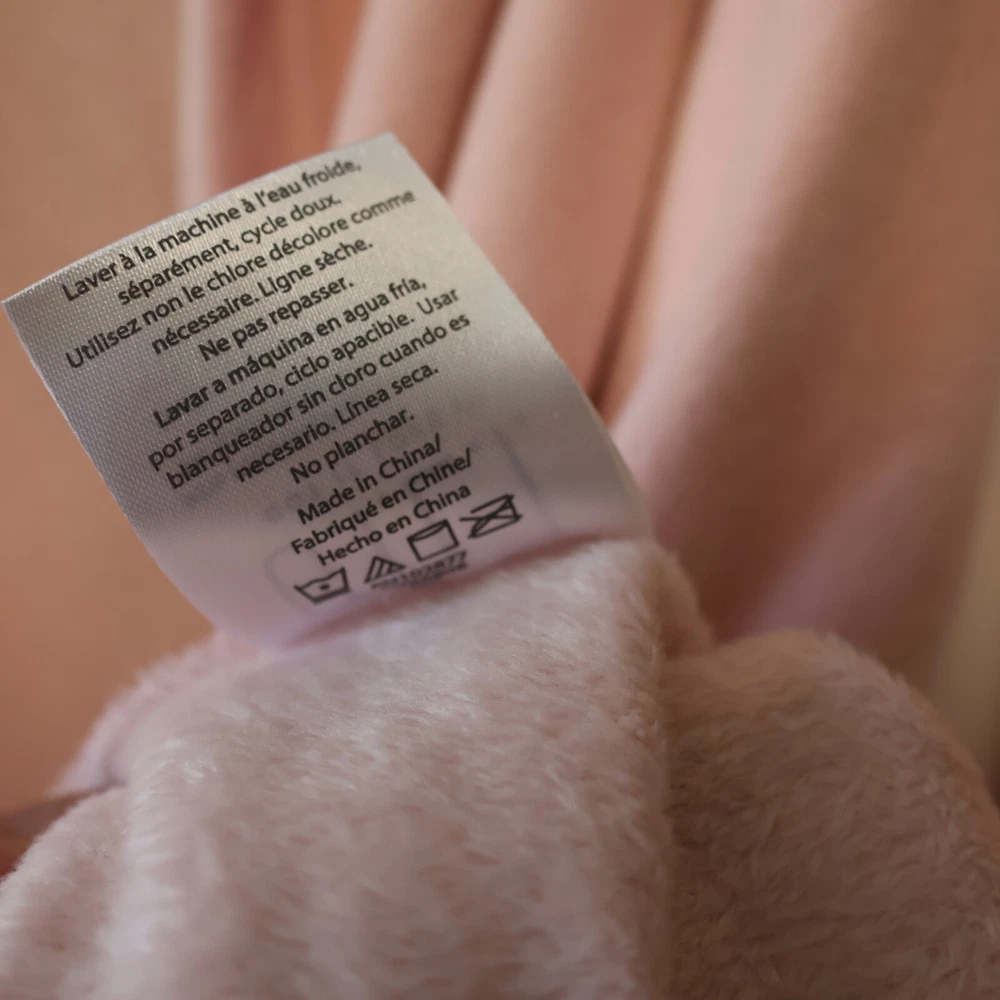 Laver à la machine à l'eau froide,
séparément, cycle doux.
Utilisez non le chlore décolore comme
nécessaire. Ligne sèche.
Ne pas repasser.
Lavar a máquina en agua fría,
por separado, ciclo apacible. Usar
blanqueador sin cloro cuando es
necesario. Línea seca.
No planchar.
Made in China/
Fabriqué en Chine/
Hecho en China